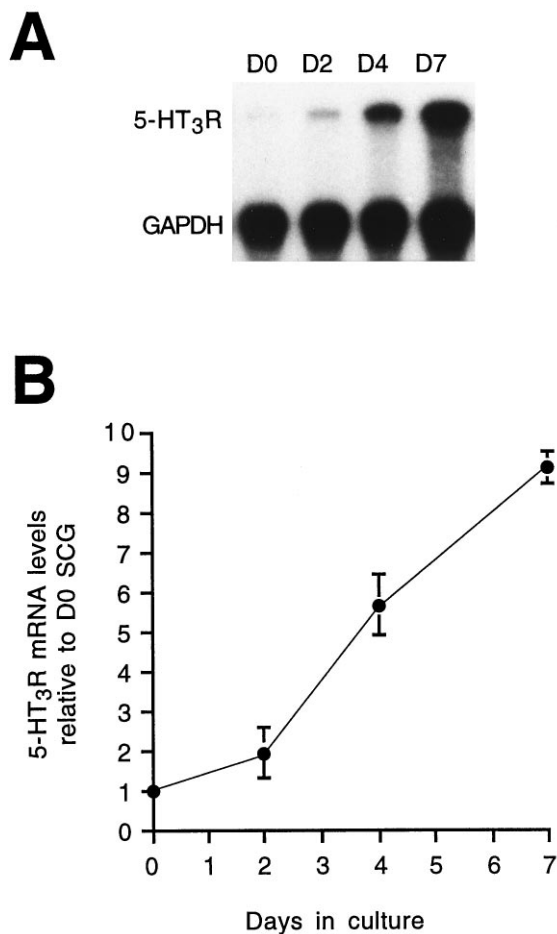 A
D0 D2 D4 D7
5-HT₃R
GAPDH
B
5-HT₃R mRNA levels
relative to D0 SCG
10
9
8
7
6
5
4
3
2
1
0
0 1 2 3 4 5 6 7
Days in culture